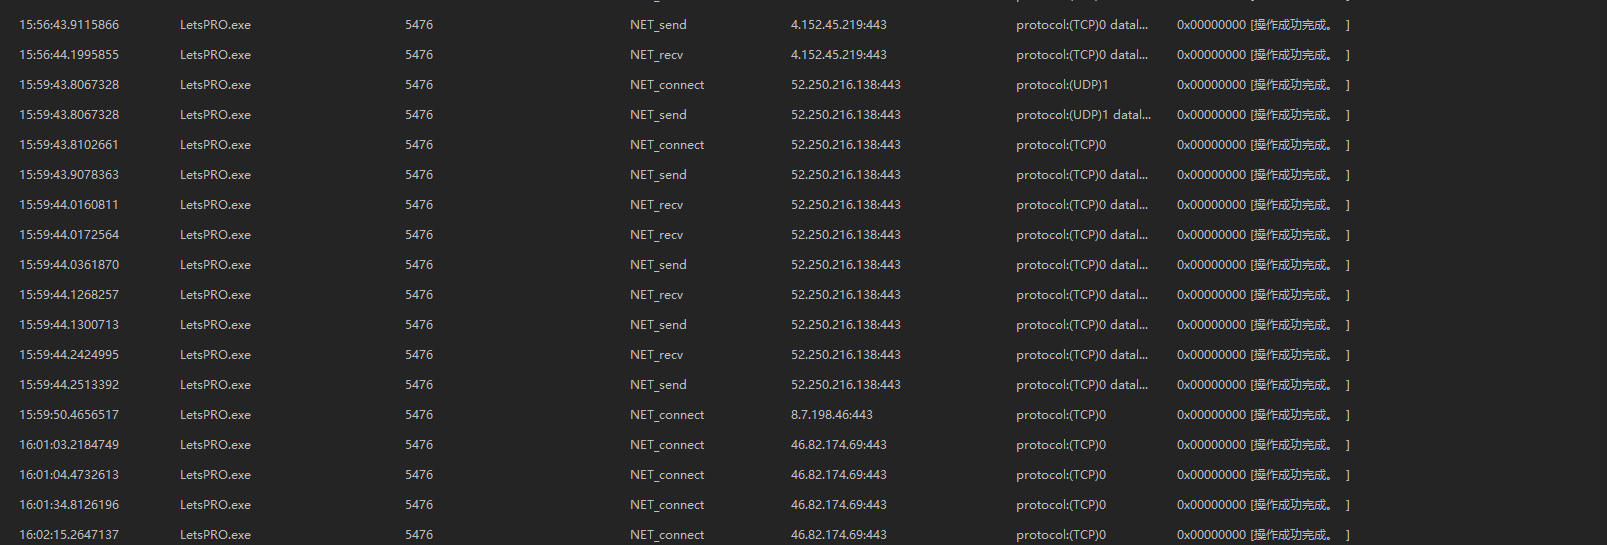 15:56:43.9115866 LetsPRO.exe 5476 NET_send 4.152.45.219:443 protocol:(TCP)0 datal... 0x00000000 [操作成功完成。 ]
15:56:44.1995855 LetsPRO.exe 5476 NET_recv 4.152.45.219:443 protocol:(TCP)0 datal... 0x00000000 [操作成功完成。 ]
15:59:43.8067328 LetsPRO.exe 5476 NET_connect 52.250.216.138:443 protocol:(UDP)1 0x00000000 [操作成功完成。 ]
15:59:43.8067328 LetsPRO.exe 5476 NET_send 52.250.216.138:443 protocol:(UDP)1 datal... 0x00000000 [操作成功完成。 ]
15:59:43.8102661 LetsPRO.exe 5476 NET_connect 52.250.216.138:443 protocol:(TCP)0 0x00000000 [操作成功完成。 ]
15:59:43.9078363 LetsPRO.exe 5476 NET_send 52.250.216.138:443 protocol:(TCP)0 datal... 0x00000000 [操作成功完成。 ]
15:59:44.0160811 LetsPRO.exe 5476 NET_recv 52.250.216.138:443 protocol:(TCP)0 datal... 0x00000000 [操作成功完成。 ]
15:59:44.0172564 LetsPRO.exe 5476 NET_recv 52.250.216.138:443 protocol:(TCP)0 datal... 0x00000000 [操作成功完成。 ]
15:59:44.0361870 LetsPRO.exe 5476 NET_send 52.250.216.138:443 protocol:(TCP)0 datal... 0x00000000 [操作成功完成。 ]
15:59:44.1268257 LetsPRO.exe 5476 NET_recv 52.250.216.138:443 protocol:(TCP)0 datal... 0x00000000 [操作成功完成。 ]
15:59:44.1300713 LetsPRO.exe 5476 NET_send 52.250.216.138:443 protocol:(TCP)0 datal... 0x00000000 [操作成功完成。 ]
15:59:44.2424995 LetsPRO.exe 5476 NET_recv 52.250.216.138:443 protocol:(TCP)0 datal... 0x00000000 [操作成功完成。 ]
15:59:44.2513392 LetsPRO.exe 5476 NET_send 52.250.216.138:443 protocol:(TCP)0 datal... 0x00000000 [操作成功完成。 ]
15:59:50.4656517 LetsPRO.exe 5476 NET_connect 8.7.198.46:443 protocol:(TCP)0 0x00000000 [操作成功完成。 ]
16:01:03.2184749 LetsPRO.exe 5476 NET_connect 46.82.174.69:443 protocol:(TCP)0 0x00000000 [操作成功完成。 ]
16:01:04.4732613 LetsPRO.exe 5476 NET_connect 46.82.174.69:443 protocol:(TCP)0 0x00000000 [操作成功完成。 ]
16:01:34.8126196 LetsPRO.exe 5476 NET_connect 46.82.174.69:443 protocol:(TCP)0 0x00000000 [操作成功完成。 ]
16:02:15.2647137 LetsPRO.exe 5476 NET_connect 46.82.174.69:443 protocol:(TCP)0 0x00000000 [操作成功完成。 ]